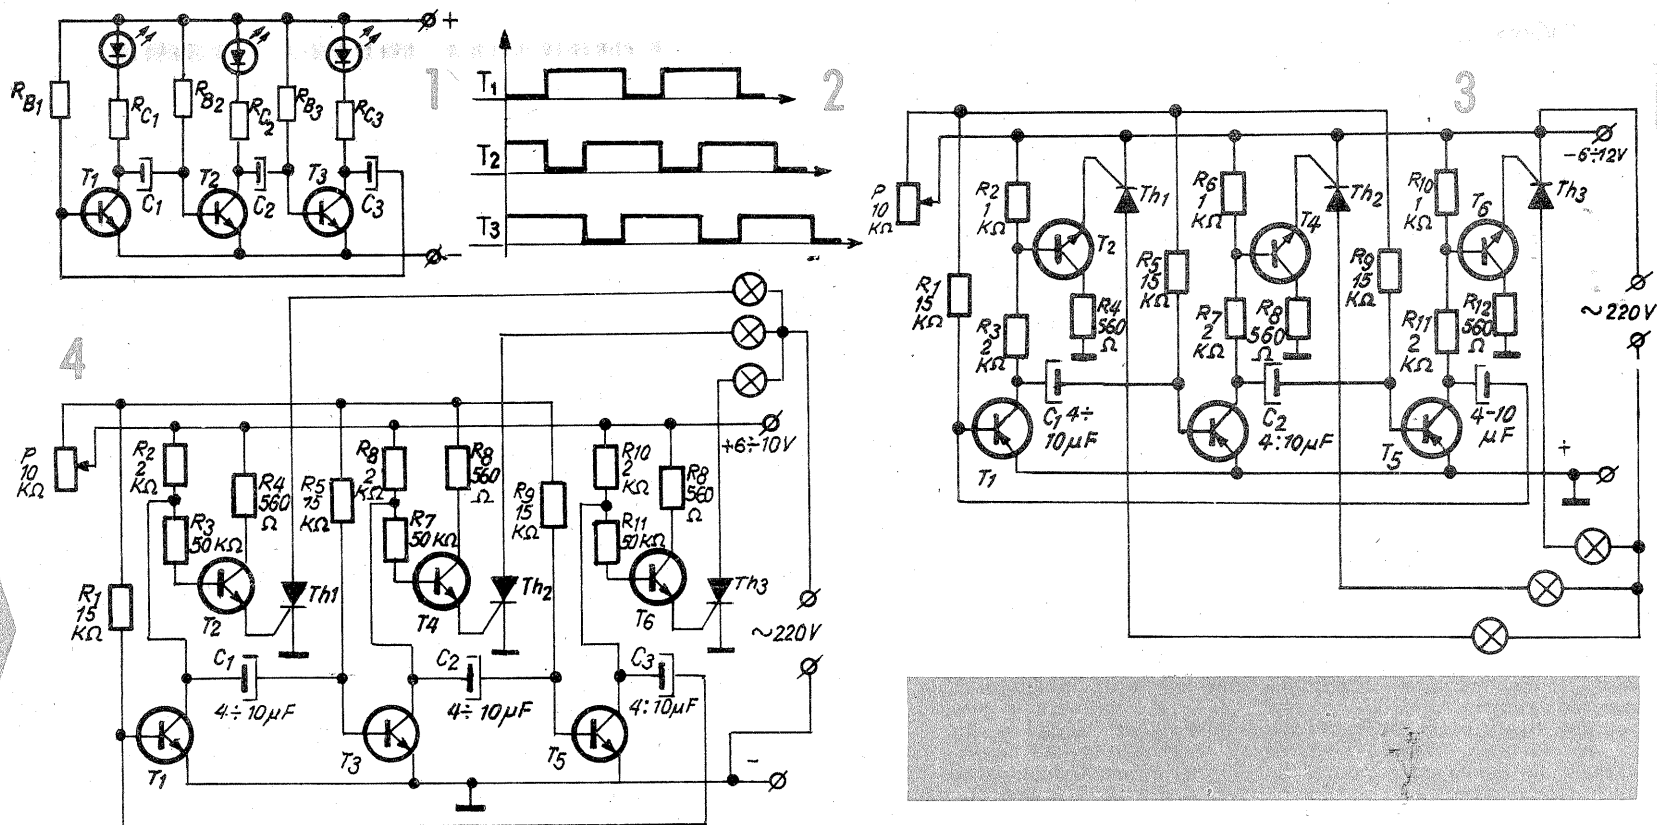 1
+
RB1
RC1
RB2
RC2
RB3
RC3
T1
C1
T2
C2
T3
C3
-
2
T1
T2
T3
3
-6÷12V
P
10
KΩ
R2
1
KΩ
Th1
T2
R1
15
KΩ
R3
2
KΩ
R4
560
Ω
R5
15
KΩ
R6
1
KΩ
T4
Th2
R7
2
KΩ
R8
560
Ω
R9
15
KΩ
R10
1
KΩ
T6
Th3
R11
2
KΩ
R12
560
Ω
~220V
C1 4÷
10µF
C2
4:10µF
4-10
µF
T1
T5
+
4
P
10
KΩ
R2
2
KΩ
R3
50KΩ
R4
560
Ω
R5
75
KΩ
R8
2
KΩ
R7
50KΩ
R8
560
Ω
R9
15
KΩ
R10
2
KΩ
R11
50KΩ
R8
560
Ω
+6÷10V
R1
15
KΩ
T2
Th1
T4
Th2
T6
Th3
~220V
C1
4÷10µF
C2
4÷10µF
C3
4:10µF
T1
T3
T5
-